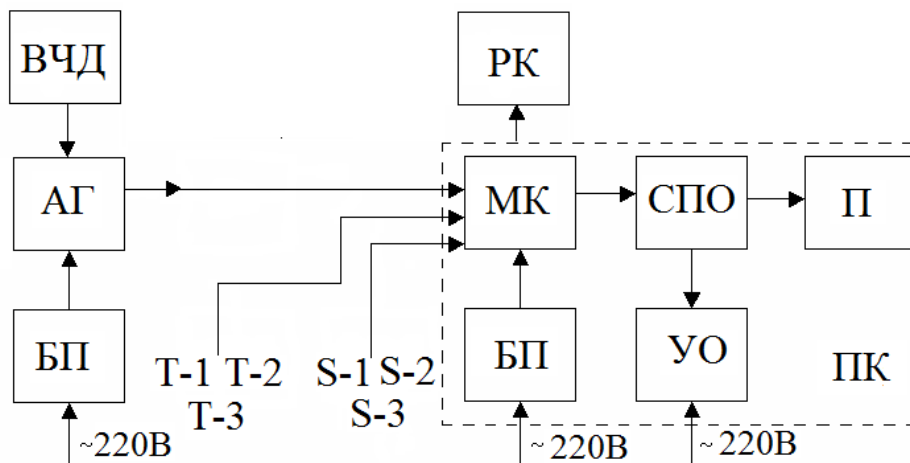 ВЧД
РК
АГ
МК
СПО
П
БП
Т-1 Т-2
Т-3
S-1 S-2
S-3
БП
УО
ПК
~220В
~220В
~220В